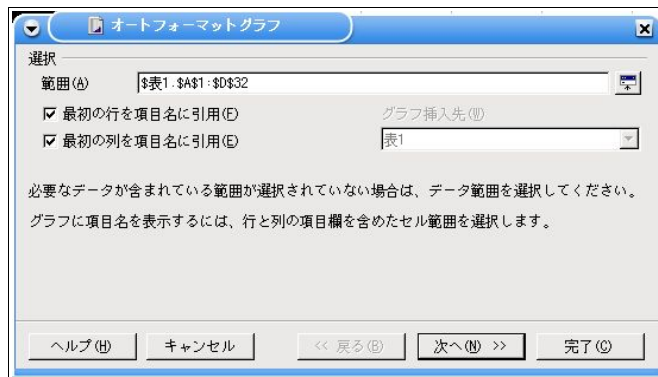 オートフォーマットグラフ
選択
範囲(A) $表1.$A$1:$D$32
最初の行を項目名に引用(F) グラフ挿入先(W)
最初の列を項目名に引用(E) 表1
必要なデータが含まれている範囲が選択されていない場合は、データ範囲を選択してください。
グラフに項目名を表示するには、行と列の項目欄を含めたセル範囲を選択します。
ヘルプ(H) キャンセル << 戻る(B) 次へ(N) >> 完了(C)